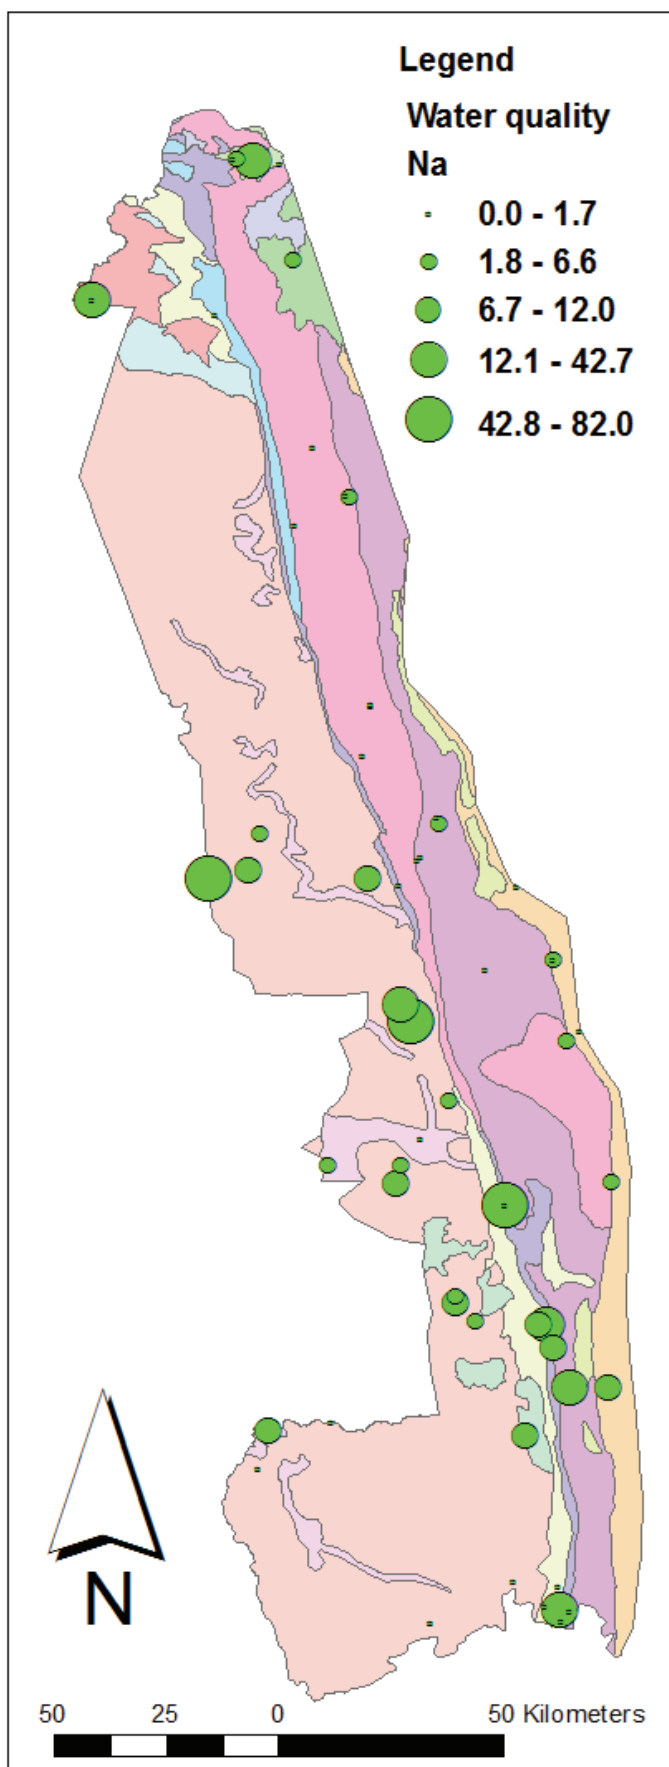 Legend
Water quality
Na
0.0 - 1.7
1.8 - 6.6
6.7 - 12.0
12.1 - 42.7
42.8 - 82.0
N
50 25 0 50 Kilometers